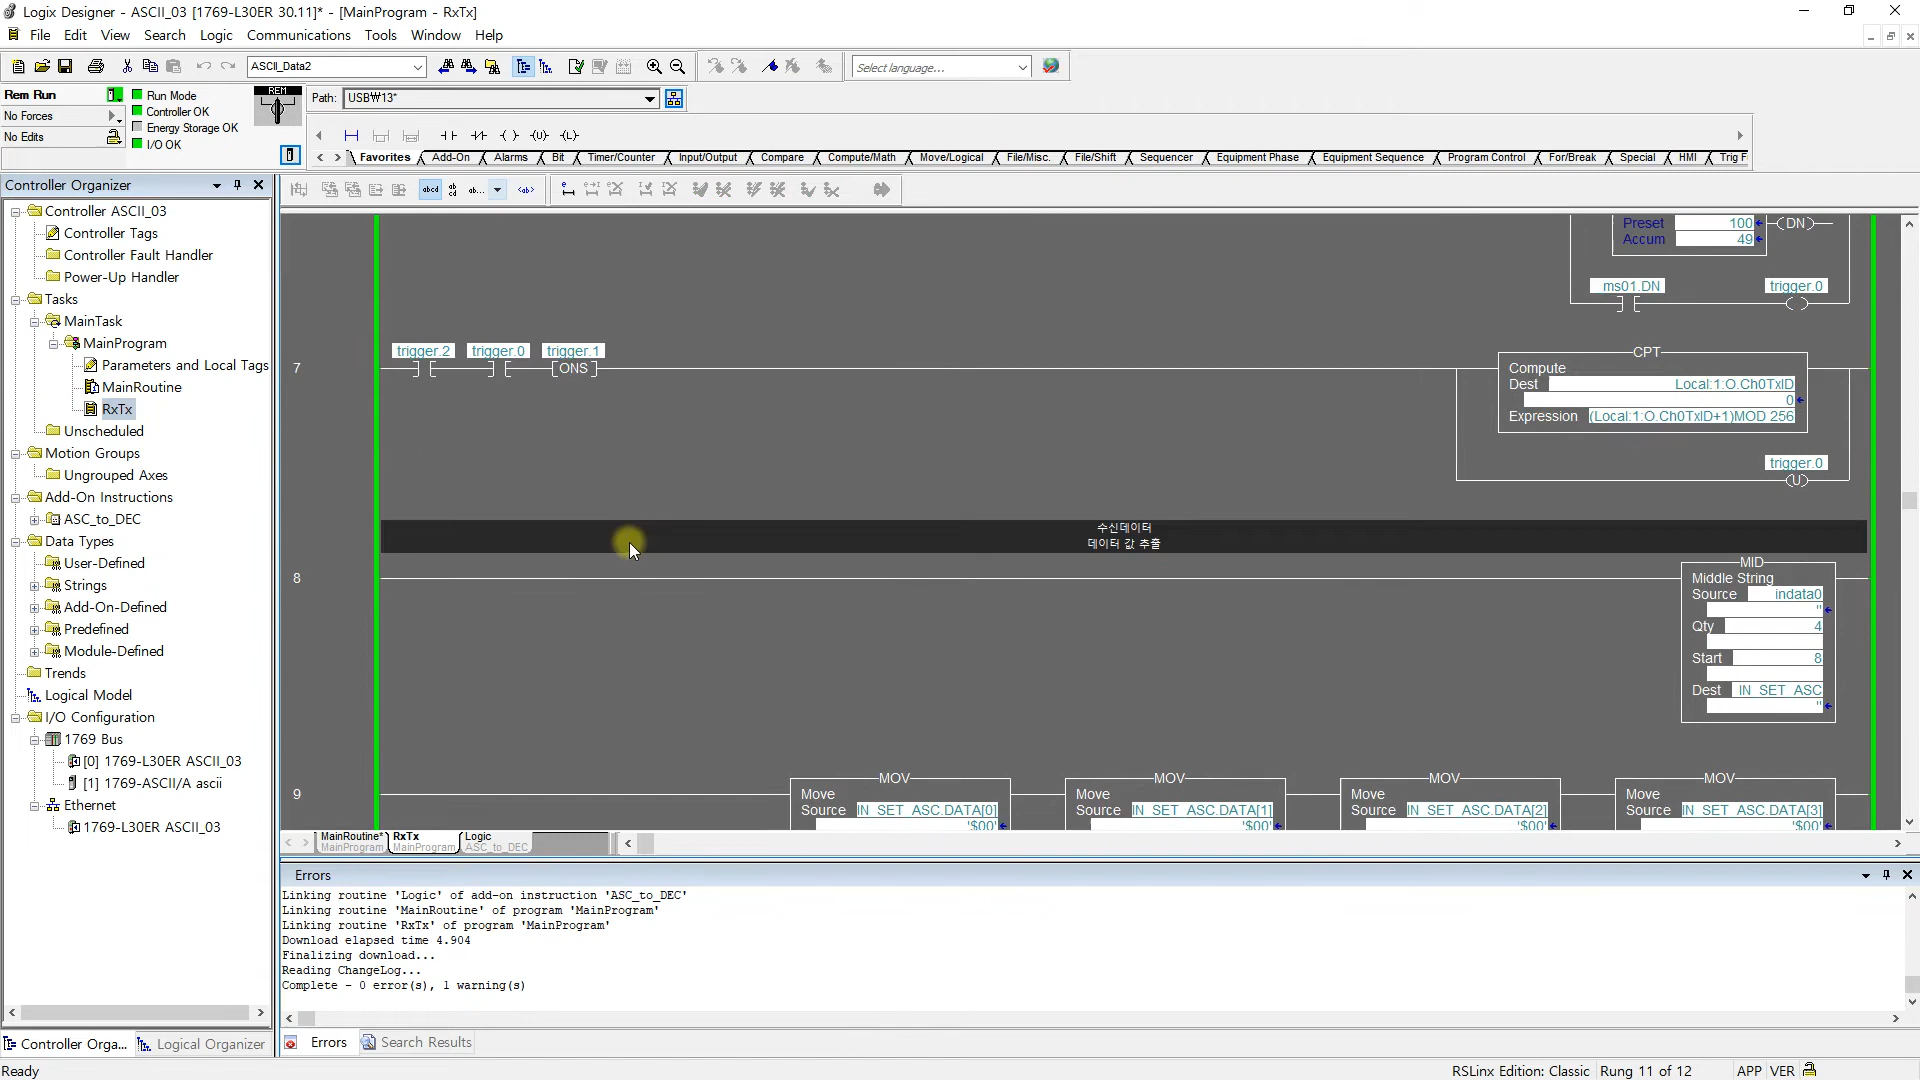 Logix Designer - ASCII_03 [1769-L30ER 30.11]* - [MainProgram - RxTx]
File Edit View Search Logic Communications Tools Window Help
ASCII_Data2
Select language...
Rem Run
No Forces
No Edits
Run Mode
Controller OK
Energy Storage OK
I/O OK
REM
Path: USB₩13*
Favorites Add-On Alarms Bit Timer/Counter Input/Output Compare Compute/Math Move/Logical File/Misc. File/Shift Sequencer Equipment Phase Equipment Sequence Program Control For/Break Special HMI Trig F
Controller Organizer
Controller ASCII_03
Controller Tags
Controller Fault Handler
Power-Up Handler
Tasks
MainTask
MainProgram
Parameters and Local Tags
MainRoutine
RxTx
Unscheduled
Motion Groups
Ungrouped Axes
Add-On Instructions
ASC_to_DEC
Data Types
User-Defined
Strings
Add-On-Defined
Predefined
Module-Defined
Trends
Logical Model
I/O Configuration
1769 Bus
[0] 1769-L30ER ASCII_03
[1] 1769-ASCII/A ascii
Ethernet
1769-L30ER ASCII_03
Controller Orga...
Logical Organizer
Preset 100
DN
Accum 49
ms01.DN
trigger.0
7
trigger.2
trigger.0
trigger.1
ONS
CPT
Compute
Dest Local:1:O.Ch0TxID
0
Expression (Local:1:O.Ch0TxID+1)MOD 256
trigger.0
U
수신데이터
데이터 값 추출
8
MID
Middle String
Source indata0
''
Qty 4
Start 8
Dest IN_SET_ASC
''
9
MOV
Move
Source IN_SET_ASC.DATA[0]
'$00'
MOV
Move
Source IN_SET_ASC.DATA[1]
'$00'
MOV
Move
Source IN_SET_ASC.DATA[2]
'$00'
MOV
Move
Source IN_SET_ASC.DATA[3]
'$00'
MainRoutine*
MainProgram
RxTx
MainProgram
Logic
ASC_to_DEC
Errors
Linking routine 'Logic' of add-on instruction 'ASC_to_DEC'
Linking routine 'MainRoutine' of program 'MainProgram'
Linking routine 'RxTx' of program 'MainProgram'
Download elapsed time 4.904
Finalizing download...
Reading ChangeLog...
Complete - 0 error(s), 1 warning(s)
Errors
Search Results
Ready
RSLinx Edition: Classic
Rung 11 of 12
APP
VER